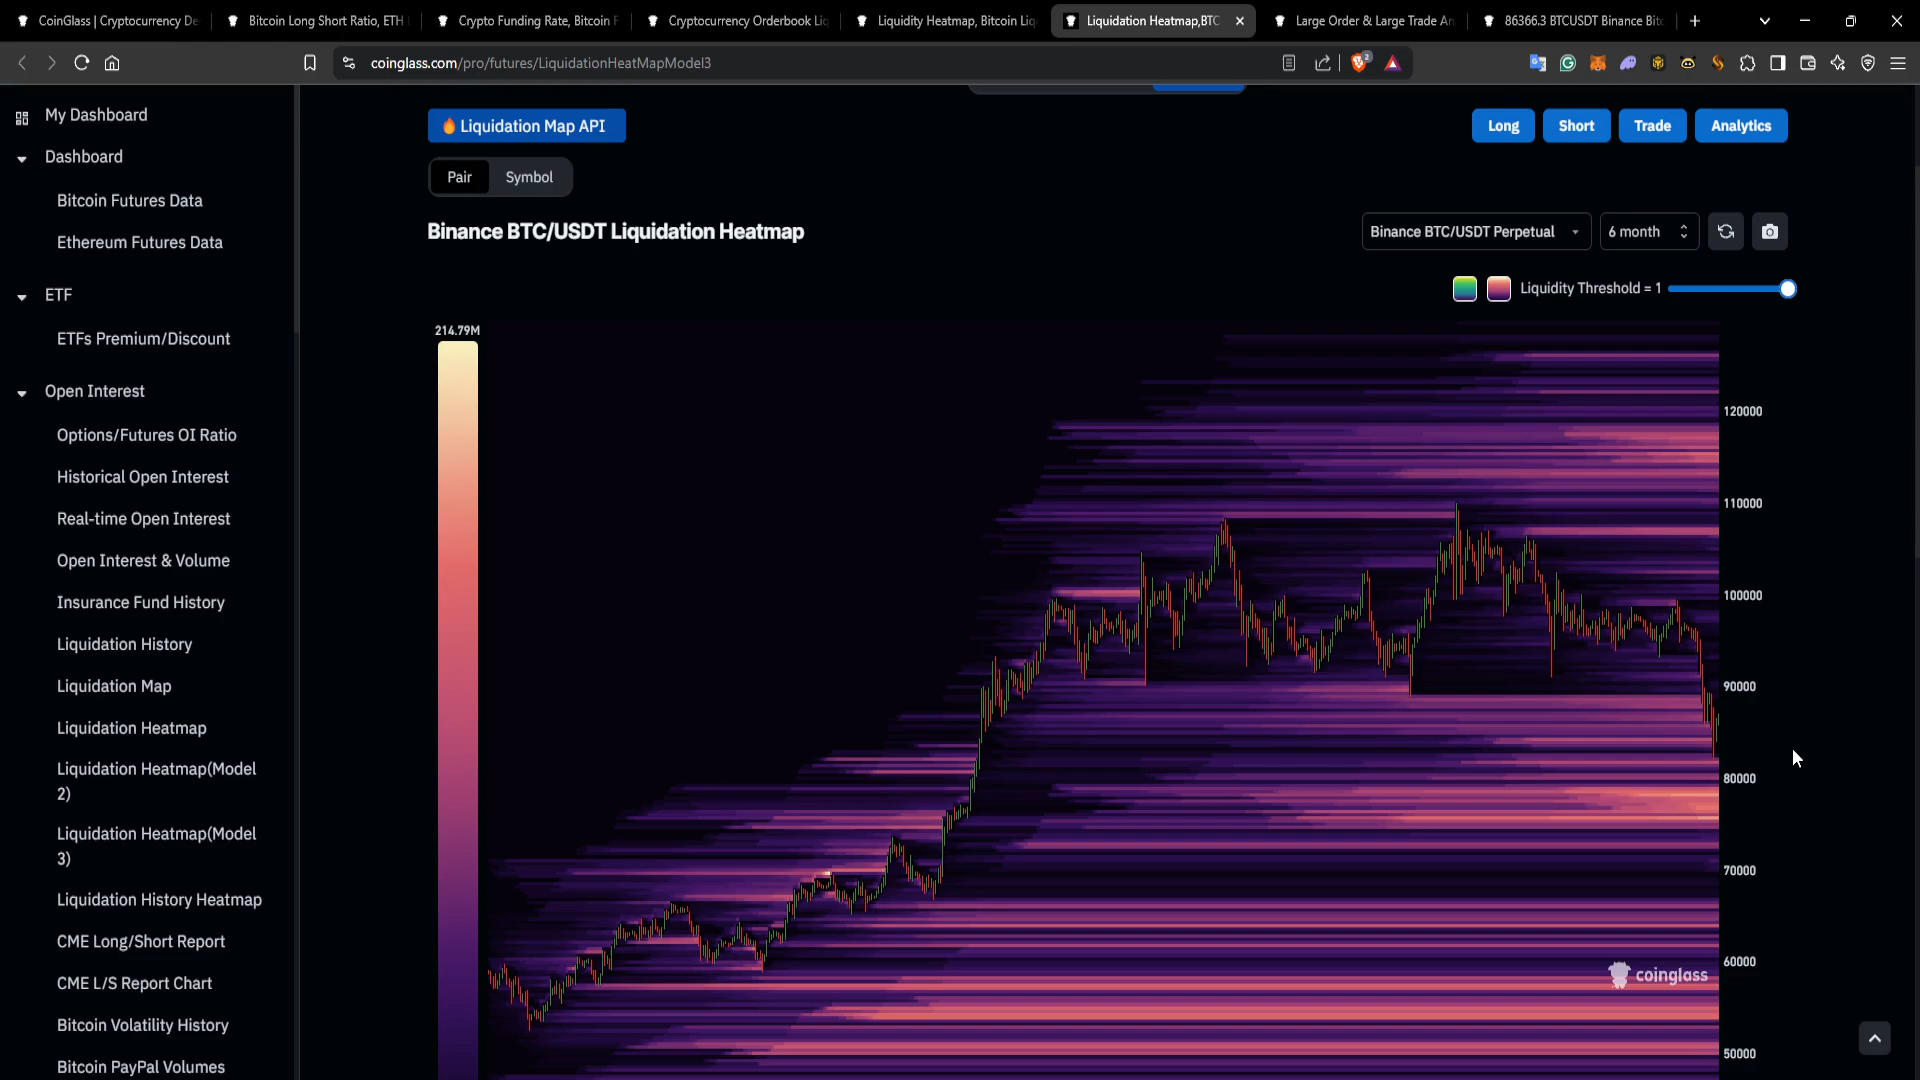 CoinGlass | Cryptocurrency De
Bitcoin Long Short Ratio, ETH
Crypto Funding Rate, Bitcoin F
Cryptocurrency Orderbook Liq
Liquidity Heatmap, Bitcoin Liq
Liquidation Heatmap,BTC
Large Order & Large Trade An
86366.3 BTCUSDT Binance Bitc
coinglass.com/pro/futures/LiquidationHeatMapModel3
2
My Dashboard
Dashboard
Bitcoin Futures Data
Ethereum Futures Data
ETF
ETFs Premium/Discount
Open Interest
Options/Futures OI Ratio
Historical Open Interest
Real-time Open Interest
Open Interest & Volume
Insurance Fund History
Liquidation History
Liquidation Map
Liquidation Heatmap
Liquidation Heatmap(Model
2)
Liquidation Heatmap(Model
3)
Liquidation History Heatmap
CME Long/Short Report
CME L/S Report Chart
Bitcoin Volatility History
Bitcoin PayPal Volumes
Liquidation Map API
Long
Short
Trade
Analytics
Pair
Symbol
Binance BTC/USDT Liquidation Heatmap
Binance BTC/USDT Perpetual
6 month
Liquidity Threshold = 1
214.79M
120000
110000
100000
90000
80000
70000
60000
50000
coinglass